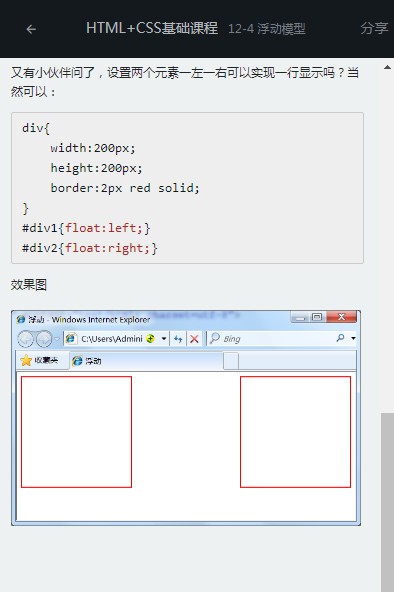 HTML+CSS基础课程 12-4 浮动模型 分享
又有小伙伴问了，设置两个元素一左一右可以实现一行显示吗？当
然可以：
div{
    width:200px;
    height:200px;
    border:2px red solid;
}
#div1{float:left;}
#div2{float:right;}
效果图
浮动 - Windows Internet Explorer
C:\Users\Admini Bing
收藏夹 浮动